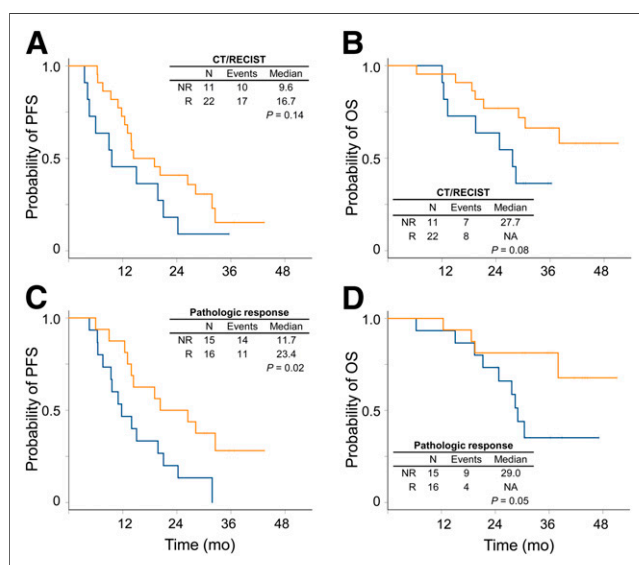 A
Probability of PFS
1.0
0.5
0
12 24 36 48
CT/RECIST
N Events Median
NR 11 10 9.6
R 22 17 16.7
P = 0.14
B
Probability of OS
1.0
0.5
0
12 24 36 48
CT/RECIST
N Events Median
NR 11 7 27.7
R 22 8 NA
P = 0.08
C
Probability of PFS
1.0
0.5
0
12 24 36 48
Time (mo)
Pathologic response
N Events Median
NR 15 14 11.7
R 16 11 23.4
P = 0.02
D
Probability of OS
1.0
0.5
0
12 24 36 48
Time (mo)
Pathologic response
N Events Median
NR 15 9 29.0
R 16 4 NA
P = 0.05